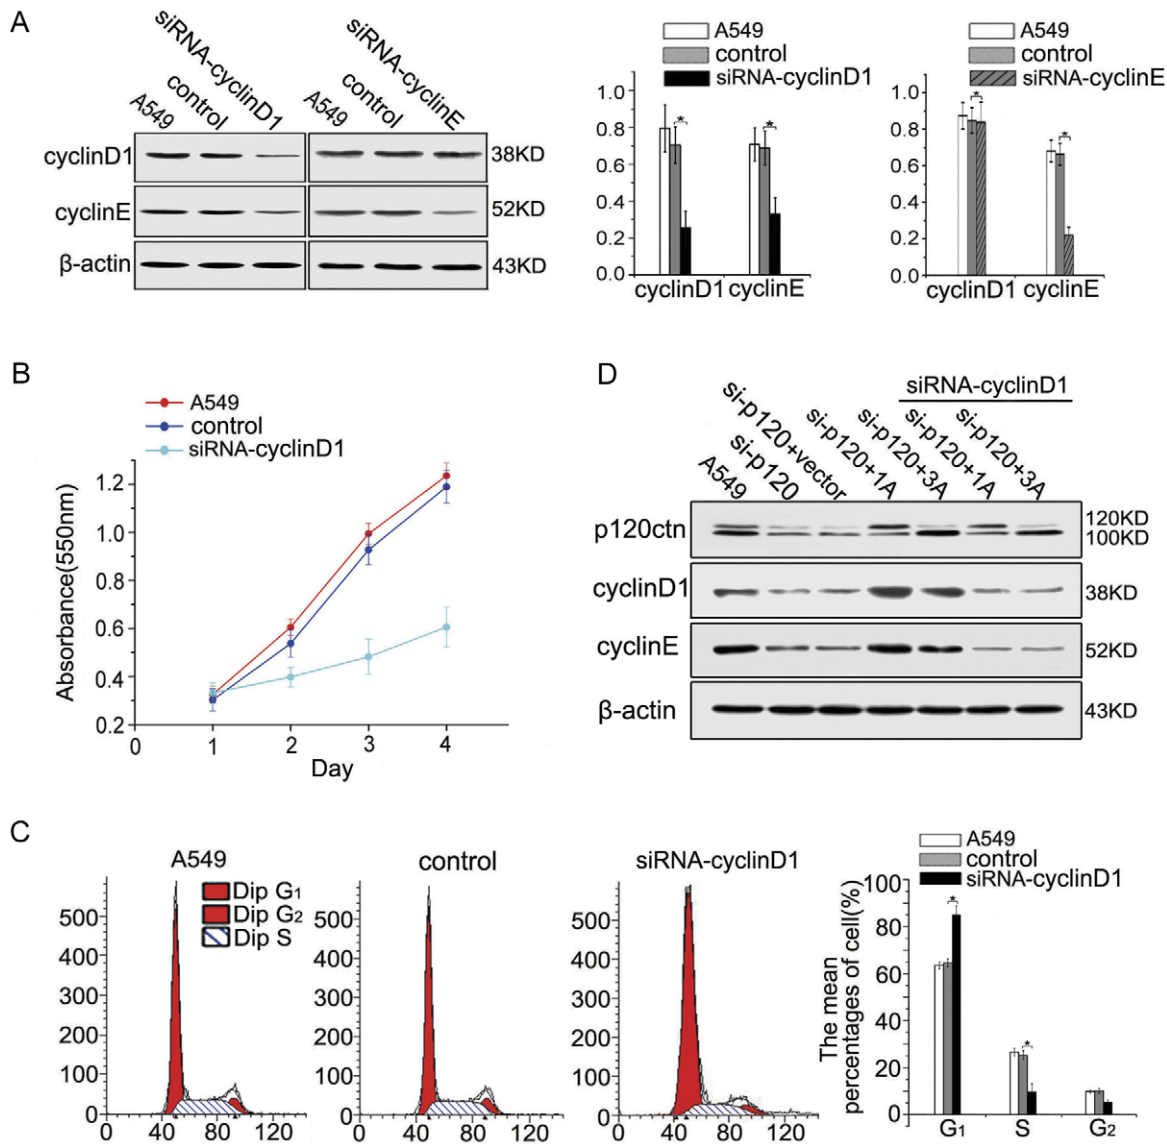 A
siRNA-cyclinD1
control
A549
siRNA-cyclinE
control
A549
cyclinD1
38KD
cyclinE
52KD
β-actin
43KD
A549
control
siRNA-cyclinD1
1.0
0.8
0.6
0.4
0.2
0.0
*
*
cyclinD1 cyclinE
A549
control
siRNA-cyclinE
1.0
0.8
0.6
0.4
0.2
0.0
*
*
cyclinD1 cyclinE
B
A549
control
siRNA-cyclinD1
Absorbance(550nm)
1.2
1.0
0.8
0.6
0.4
0.2
0 1 2 3 4
Day
D
siRNA-cyclinD1
A549
si-p120
si-p120+vector
si-p120+1A
si-p120+3A
si-p120+1A
si-p120+3A
p120ctn
120KD
100KD
cyclinD1
38KD
cyclinE
52KD
β-actin
43KD
C
A549
Dip G1
Dip G2
Dip S
500
400
300
200
100
0
0 40 80 120
control
500
400
300
200
100
0
0 40 80 120
siRNA-cyclinD1
500
400
300
200
100
0
0 40 80 120
A549
control
siRNA-cyclinD1
The mean
percentages of cell(%)
100
80
60
40
20
0
*
*
G1 S G2